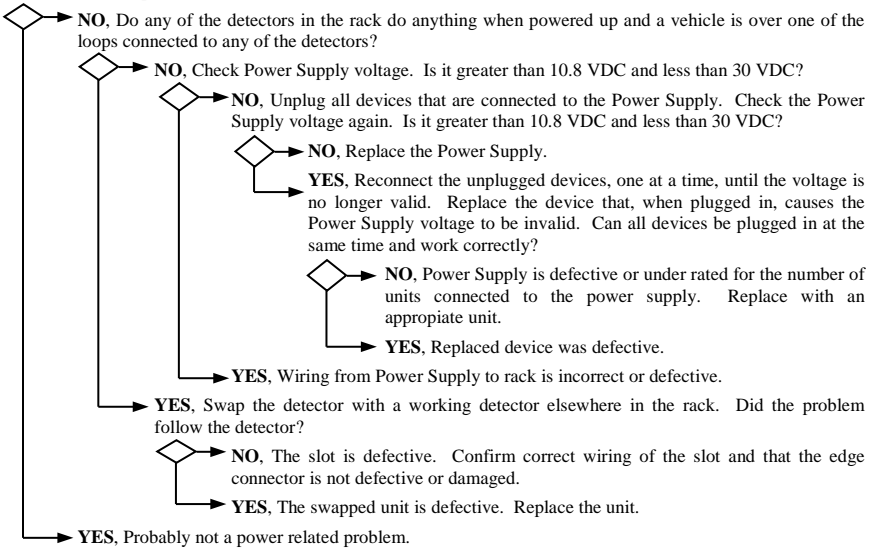 NO, Do any of the detectors in the rack do anything when powered up and a vehicle is over one of the
loops connected to any of the detectors?
NO, Check Power Supply voltage. Is it greater than 10.8 VDC and less than 30 VDC?
NO, Unplug all devices that are connected to the Power Supply. Check the Power
Supply voltage again. Is it greater than 10.8 VDC and less than 30 VDC?
NO, Replace the Power Supply.
YES, Reconnect the unplugged devices, one at a time, until the voltage is
no longer valid. Replace the device that, when plugged in, causes the
Power Supply voltage to be invalid. Can all devices be plugged in at the
same time and work correctly?
NO, Power Supply is defective or under rated for the number of
units connected to the power supply. Replace with an
appropiate unit.
YES, Replaced device was defective.
YES, Wiring from Power Supply to rack is incorrect or defective.
YES, Swap the detector with a working detector elsewhere in the rack. Did the problem
follow the detector?
NO, The slot is defective. Confirm correct wiring of the slot and that the edge
connector is not defective or damaged.
YES, The swapped unit is defective. Replace the unit.
YES, Probably not a power related problem.